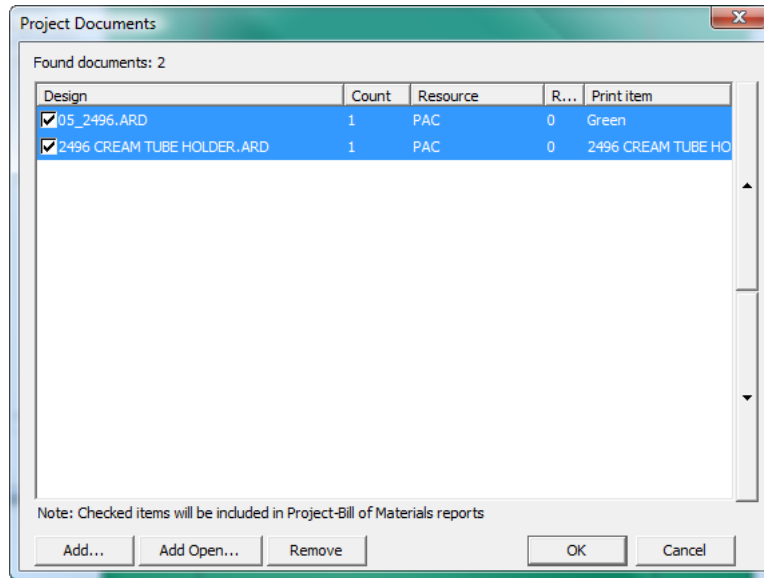 Project Documents
Found documents: 2
Design Count Resource R... Print item
05_2496.ARD 1 PAC 0 Green
2496 CREAM TUBE HOLDER.ARD 1 PAC 0 2496 CREAM TUBE HO
Note: Checked items will be included in Project-Bill of Materials reports
Add... Add Open... Remove OK Cancel